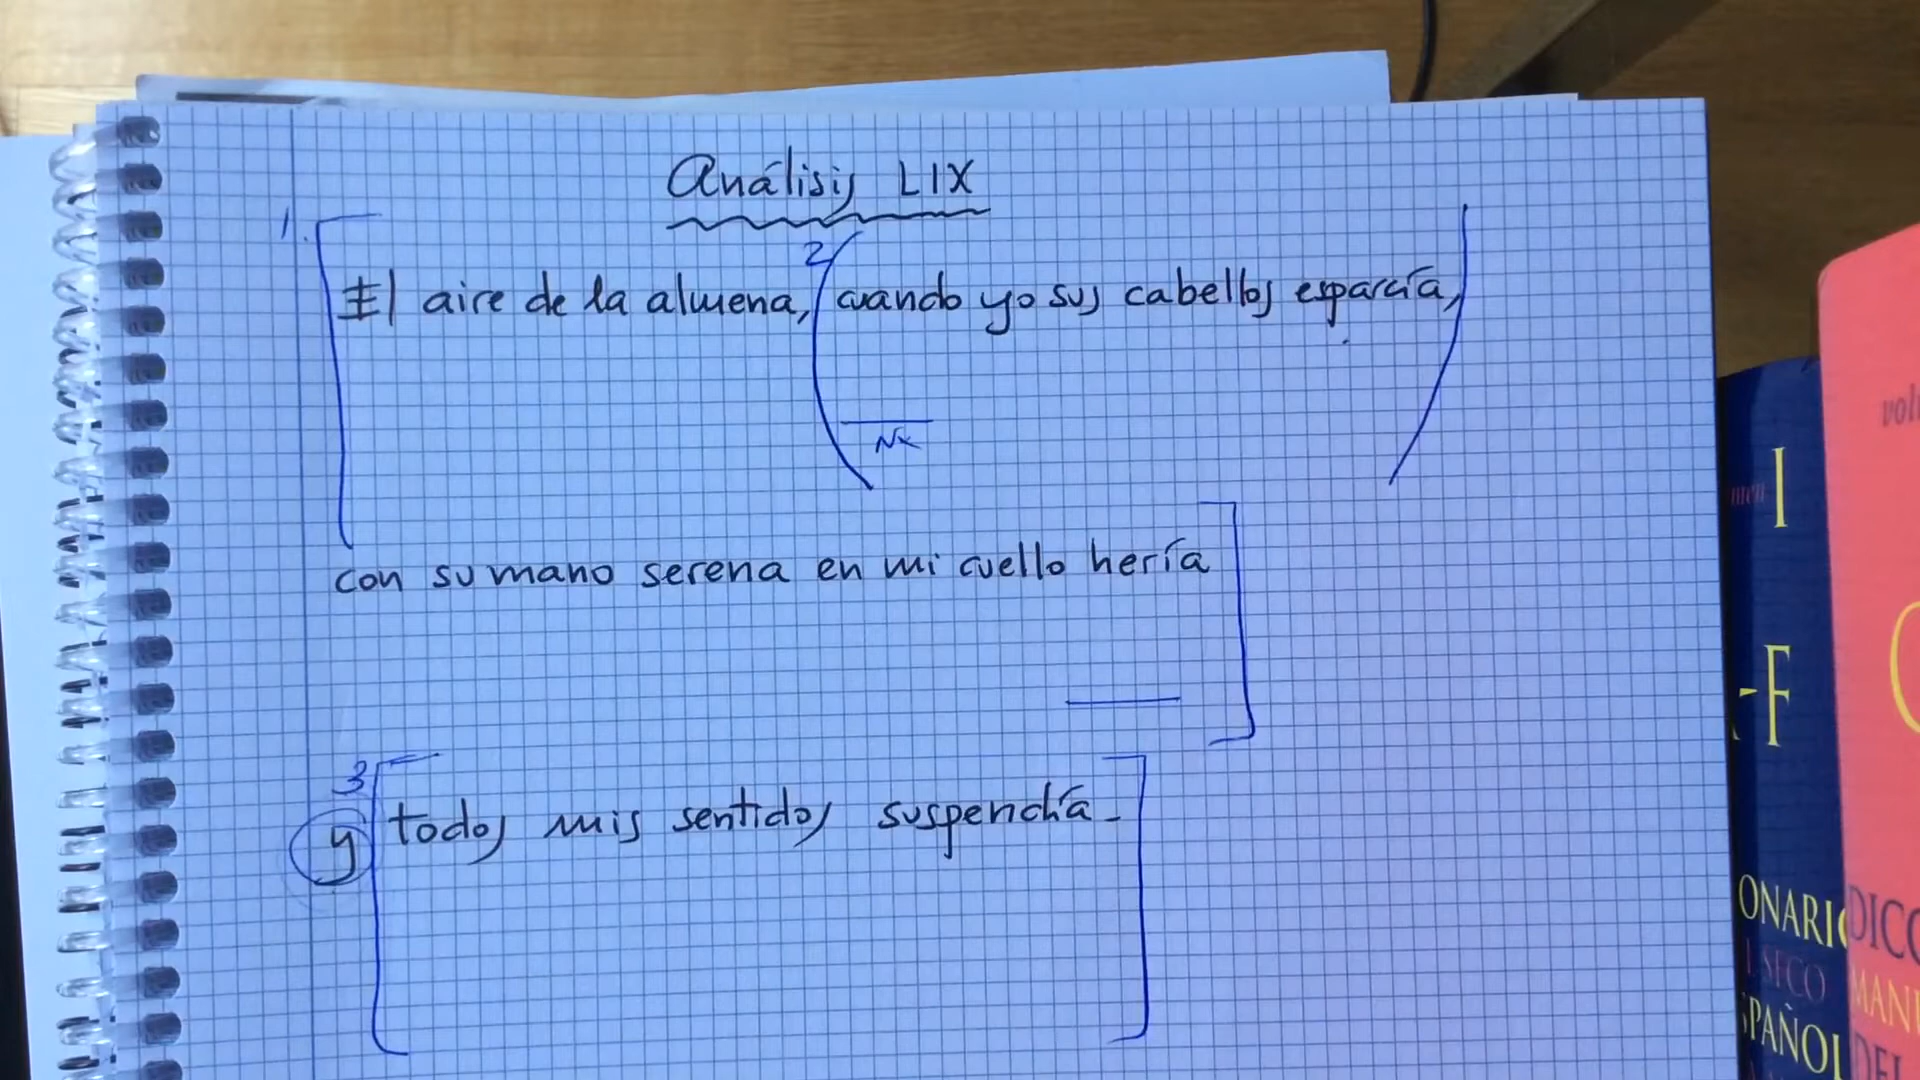 Análisis LIX
1.
2
El aire de la almena, cuando yo sus cabellos esparcía,
Nx
con su mano serena en mi cuello hería
3
y todos mis sentidos suspendía.
I
-F
ONARIO
SECO
SPAÑOL
DICC
MANU
DEL